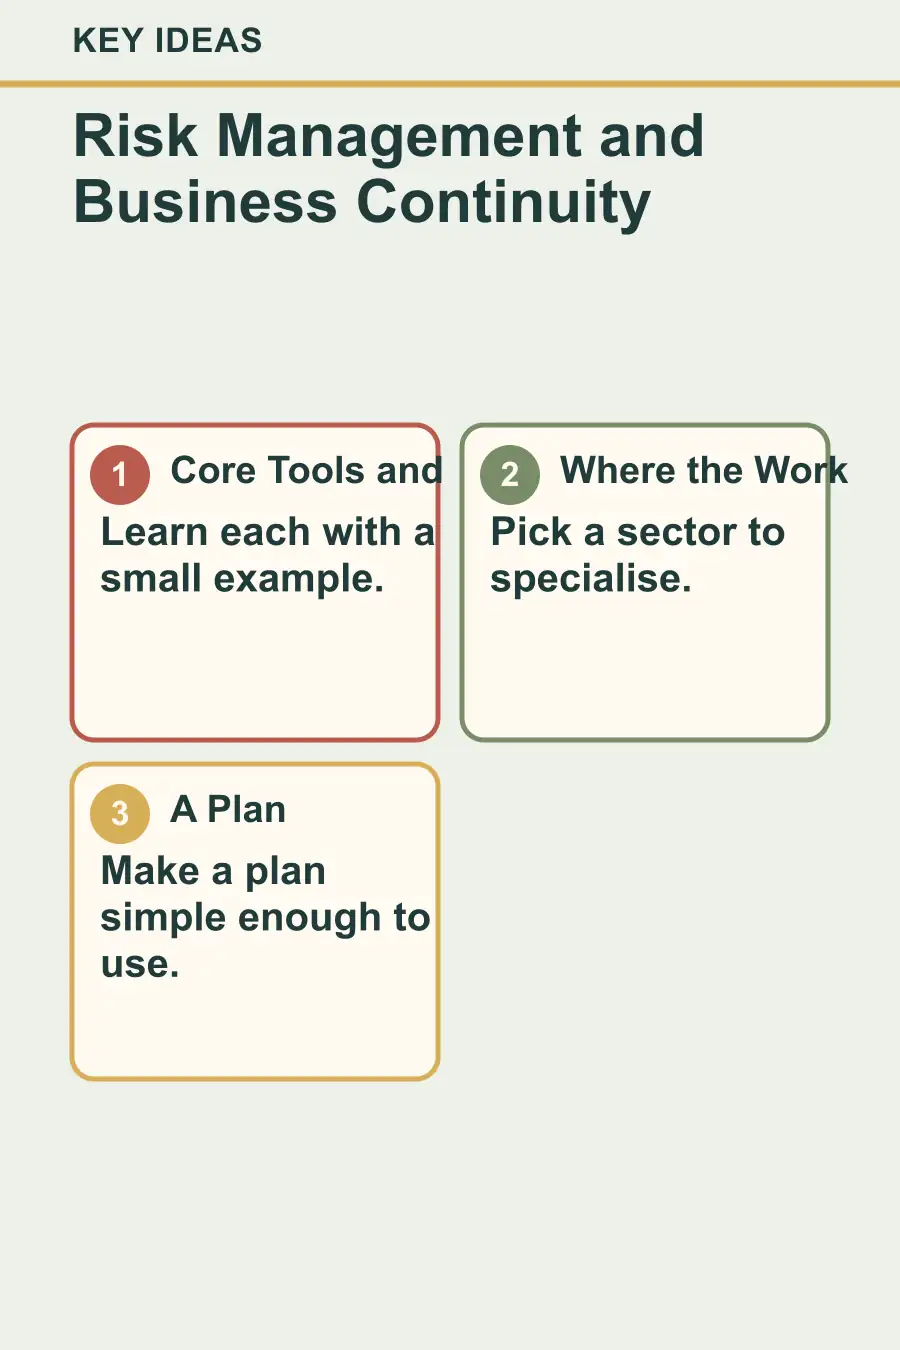 KEY IDEAS
Risk Management and
Business Continuity
1 Core Tools and
Learn each with a
small example.
2 Where the Work
Pick a sector to
specialise.
3 A Plan
Make a plan
simple enough to
use.